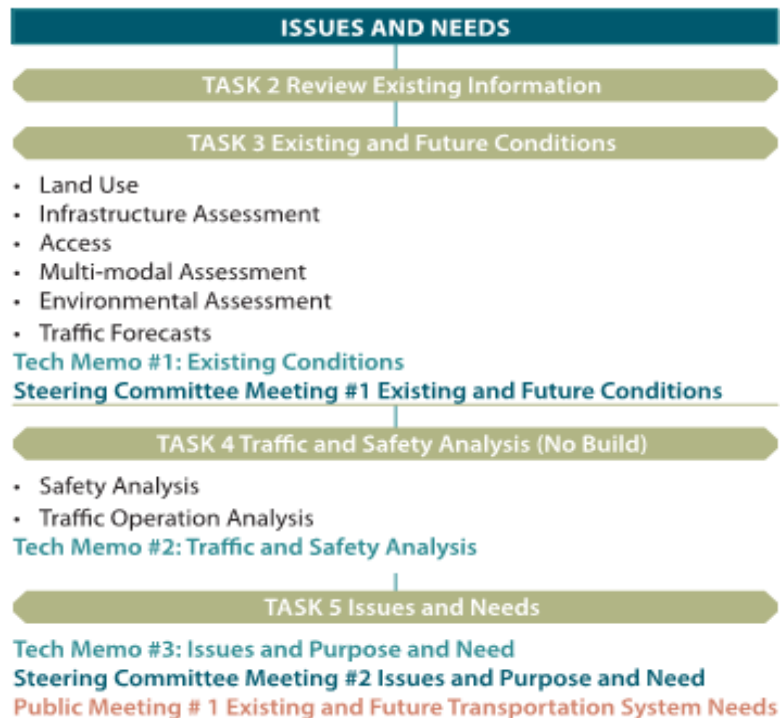 ISSUES AND NEEDS
TASK 2 Review Existing Information
TASK 3 Existing and Future Conditions
• Land Use
• Infrastructure Assessment
• Access
• Multi-modal Assessment
• Environmental Assessment
• Traffic Forecasts
Tech Memo #1: Existing Conditions
Steering Committee Meeting #1 Existing and Future Conditions
TASK 4 Traffic and Safety Analysis (No Build)
• Safety Analysis
• Traffic Operation Analysis
Tech Memo #2: Traffic and Safety Analysis
TASK 5 Issues and Needs
Tech Memo #3: Issues and Purpose and Need
Steering Committee Meeting #2 Issues and Purpose and Need
Public Meeting # 1 Existing and Future Transportation System Needs